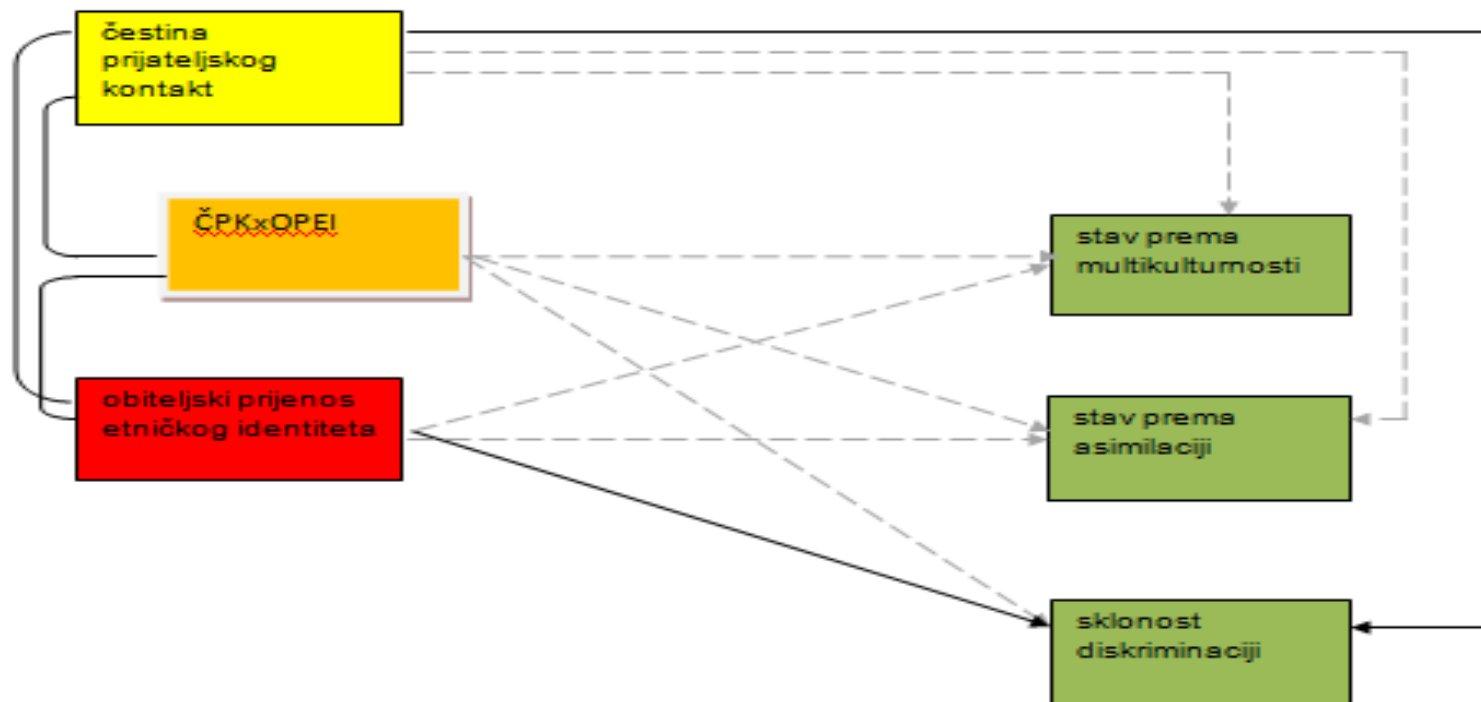 čestina
prijateljskog
kontakt
ČPKxOPEI
stav prema
multikulturnosti
obiteljski prijenos
etničkog identiteta
stav prema
asimilaciji
sklonost
diskriminaciji